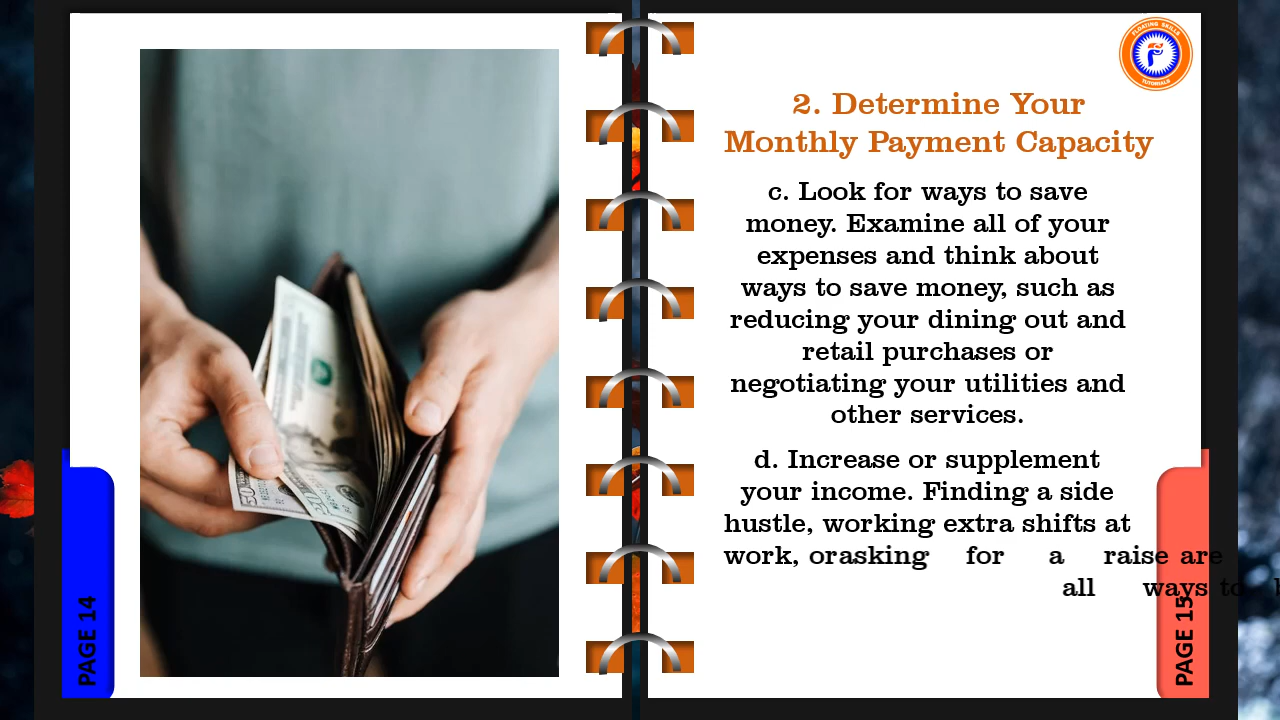 FLOATING SKILLS
TUTORIALS
2. Determine Your
Monthly Payment Capacity
c. Look for ways to save
money. Examine all of your
expenses and think about
ways to save money, such as
reducing your dining out and
retail purchases or
negotiating your utilities and
other services.
d. Increase or supplement
your income. Finding a side
hustle, working extra shifts at
work, orasking for a raise are
all ways to
PAGE 14
PAGE 15